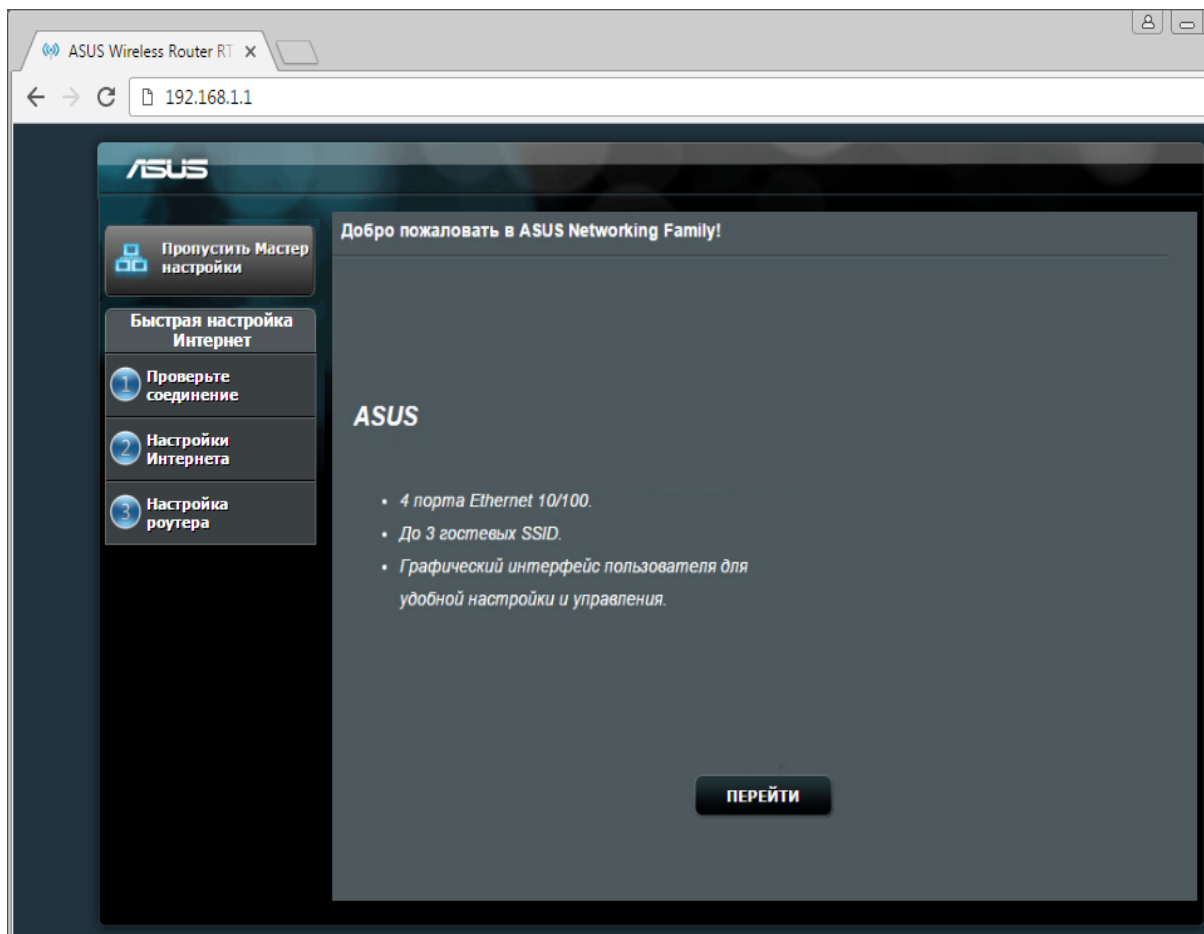 ASUS Wireless Router RT
192.168.1.1
ASUS
Пропустить Мастер
настройки
Быстрая настройка
Интернет
1 Проверьте
соединение
2 Настройки
Интернета
3 Настройка
роутера
Добро пожаловать в ASUS Networking Family!
ASUS
• 4 порта Ethernet 10/100.
• До 3 гостевых SSID.
• Графический интерфейс пользователя для
удобной настройки и управления.
ПЕРЕЙТИ